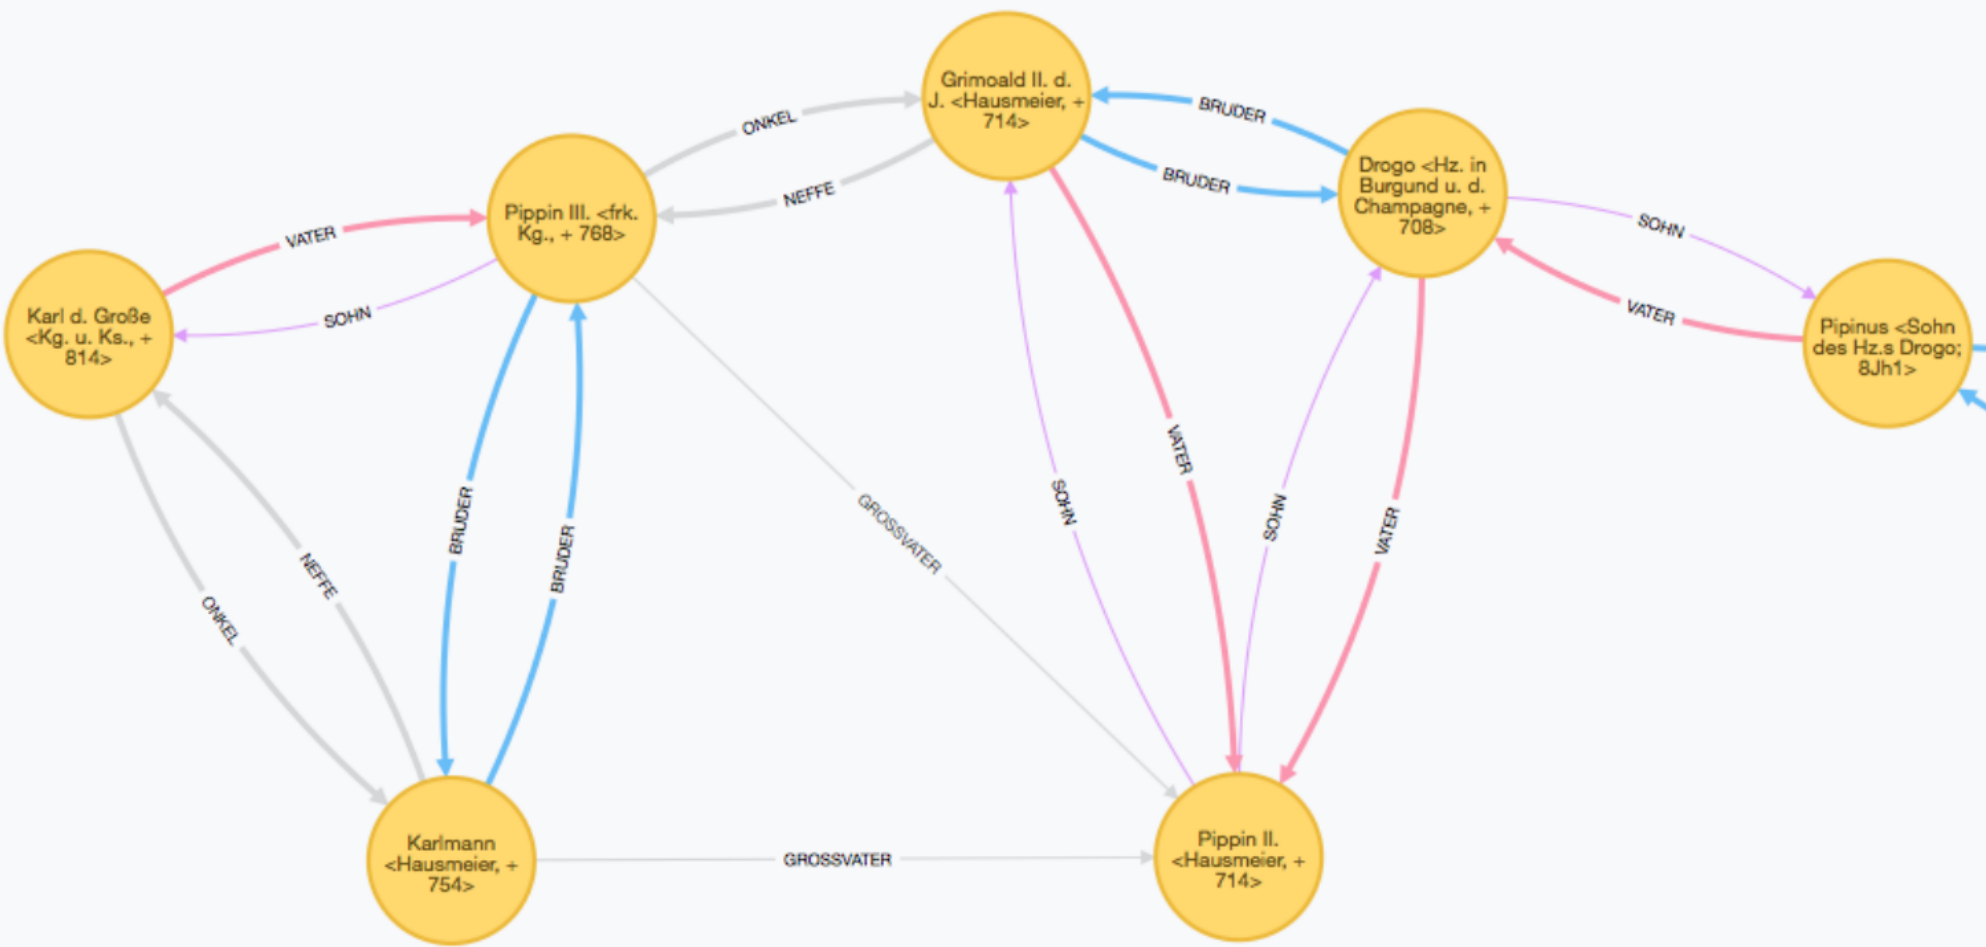 Grimoald II. d.
J. <Hausmeier, +
714>
ONKEL
BRUDER
NEFFE
BRUDER
Drogo <Hz. in
Burgund u. d.
Champagne, +
708>
Pippin III. <frk.
Kg., + 768>
VATER
SOHN
SOHN
VATER
Karl d. Große
<Kg. u. Ks., +
814>
Pipinus <Sohn
des Hz.s Drogo;
8Jh1>
VATER
SOHN
SOHN
VATER
GROSSVATER
BRUDER
BRUDER
NEFFE
ONKEL
Karlmann
<Hausmeier, +
754>
GROSSVATER
Pippin II.
<Hausmeier, +
714>